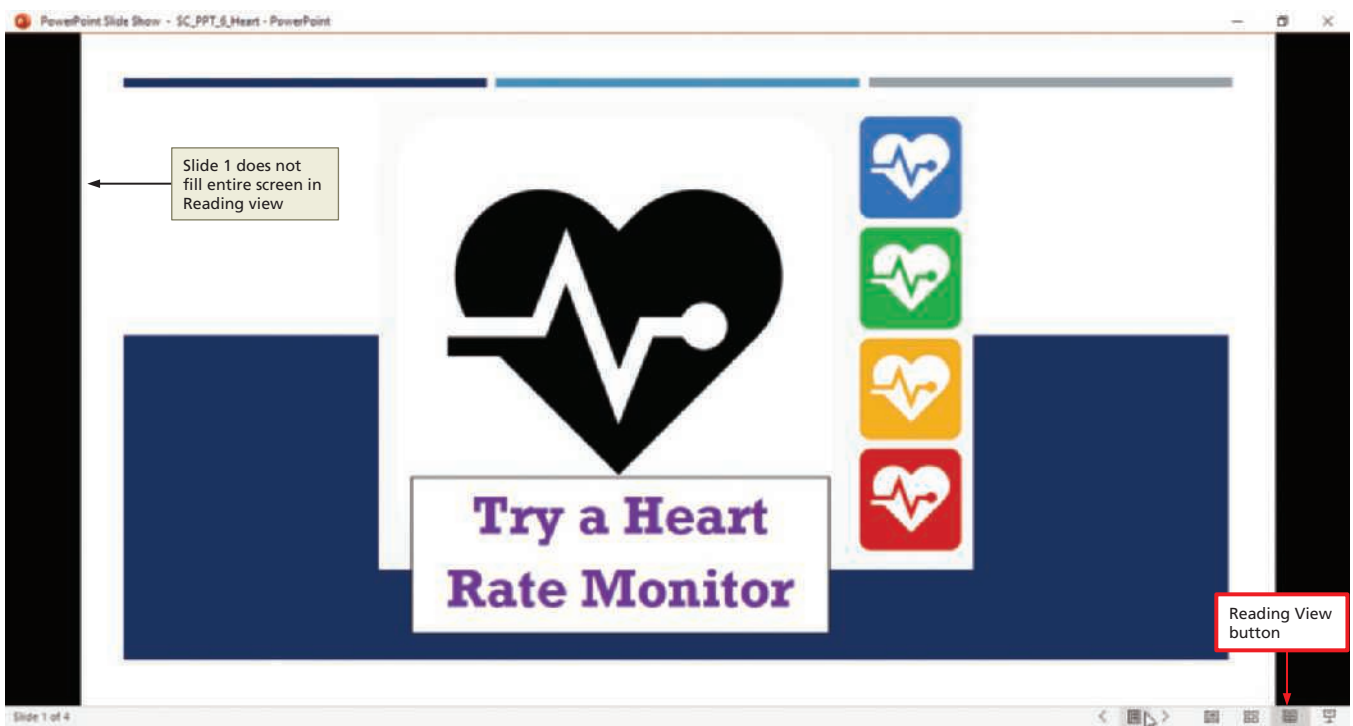 PowerPoint Slide Show - SC_PPT_6_Heart - PowerPoint
Slide 1 does not
fill entire screen in
Reading view
Try a Heart
Rate Monitor
Reading View
button
Slide 1 of 4